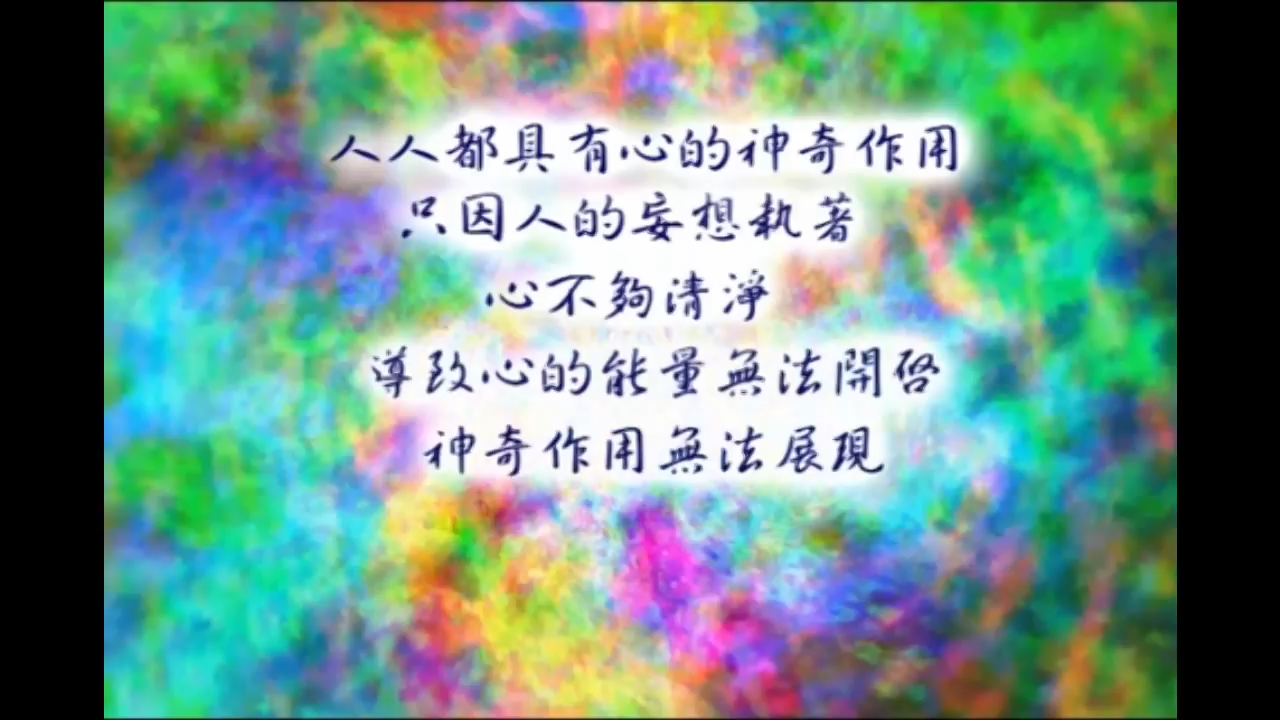 人人都具有心的神奇作用
只因人的妄想執著
心不夠清淨
導致心的能量無法開啓
神奇作用無法展現